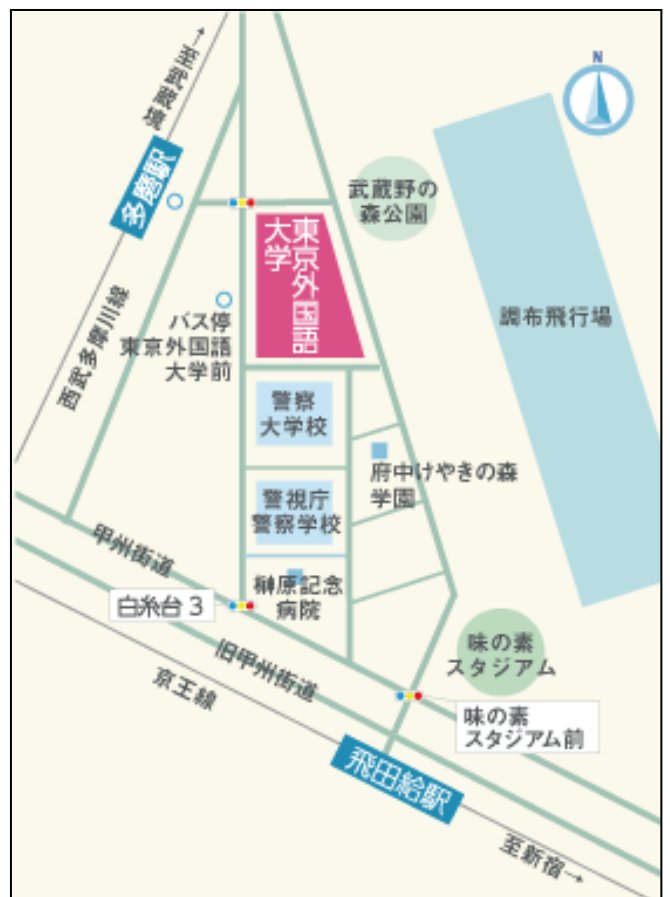 N
←至武蔵境
多磨駅
武蔵野の
森公園
東京外国語
大学
調布飛行場
バス停
東京外国語
大学前
西武多摩川線
警察
大学校
府中けやきの森
学園
警視庁
警察学校
甲州街道
榊原記念
病院
白糸台3
味の素
スタジアム
旧甲州街道
京王線
味の素
スタジアム前
飛田給駅
至新宿→